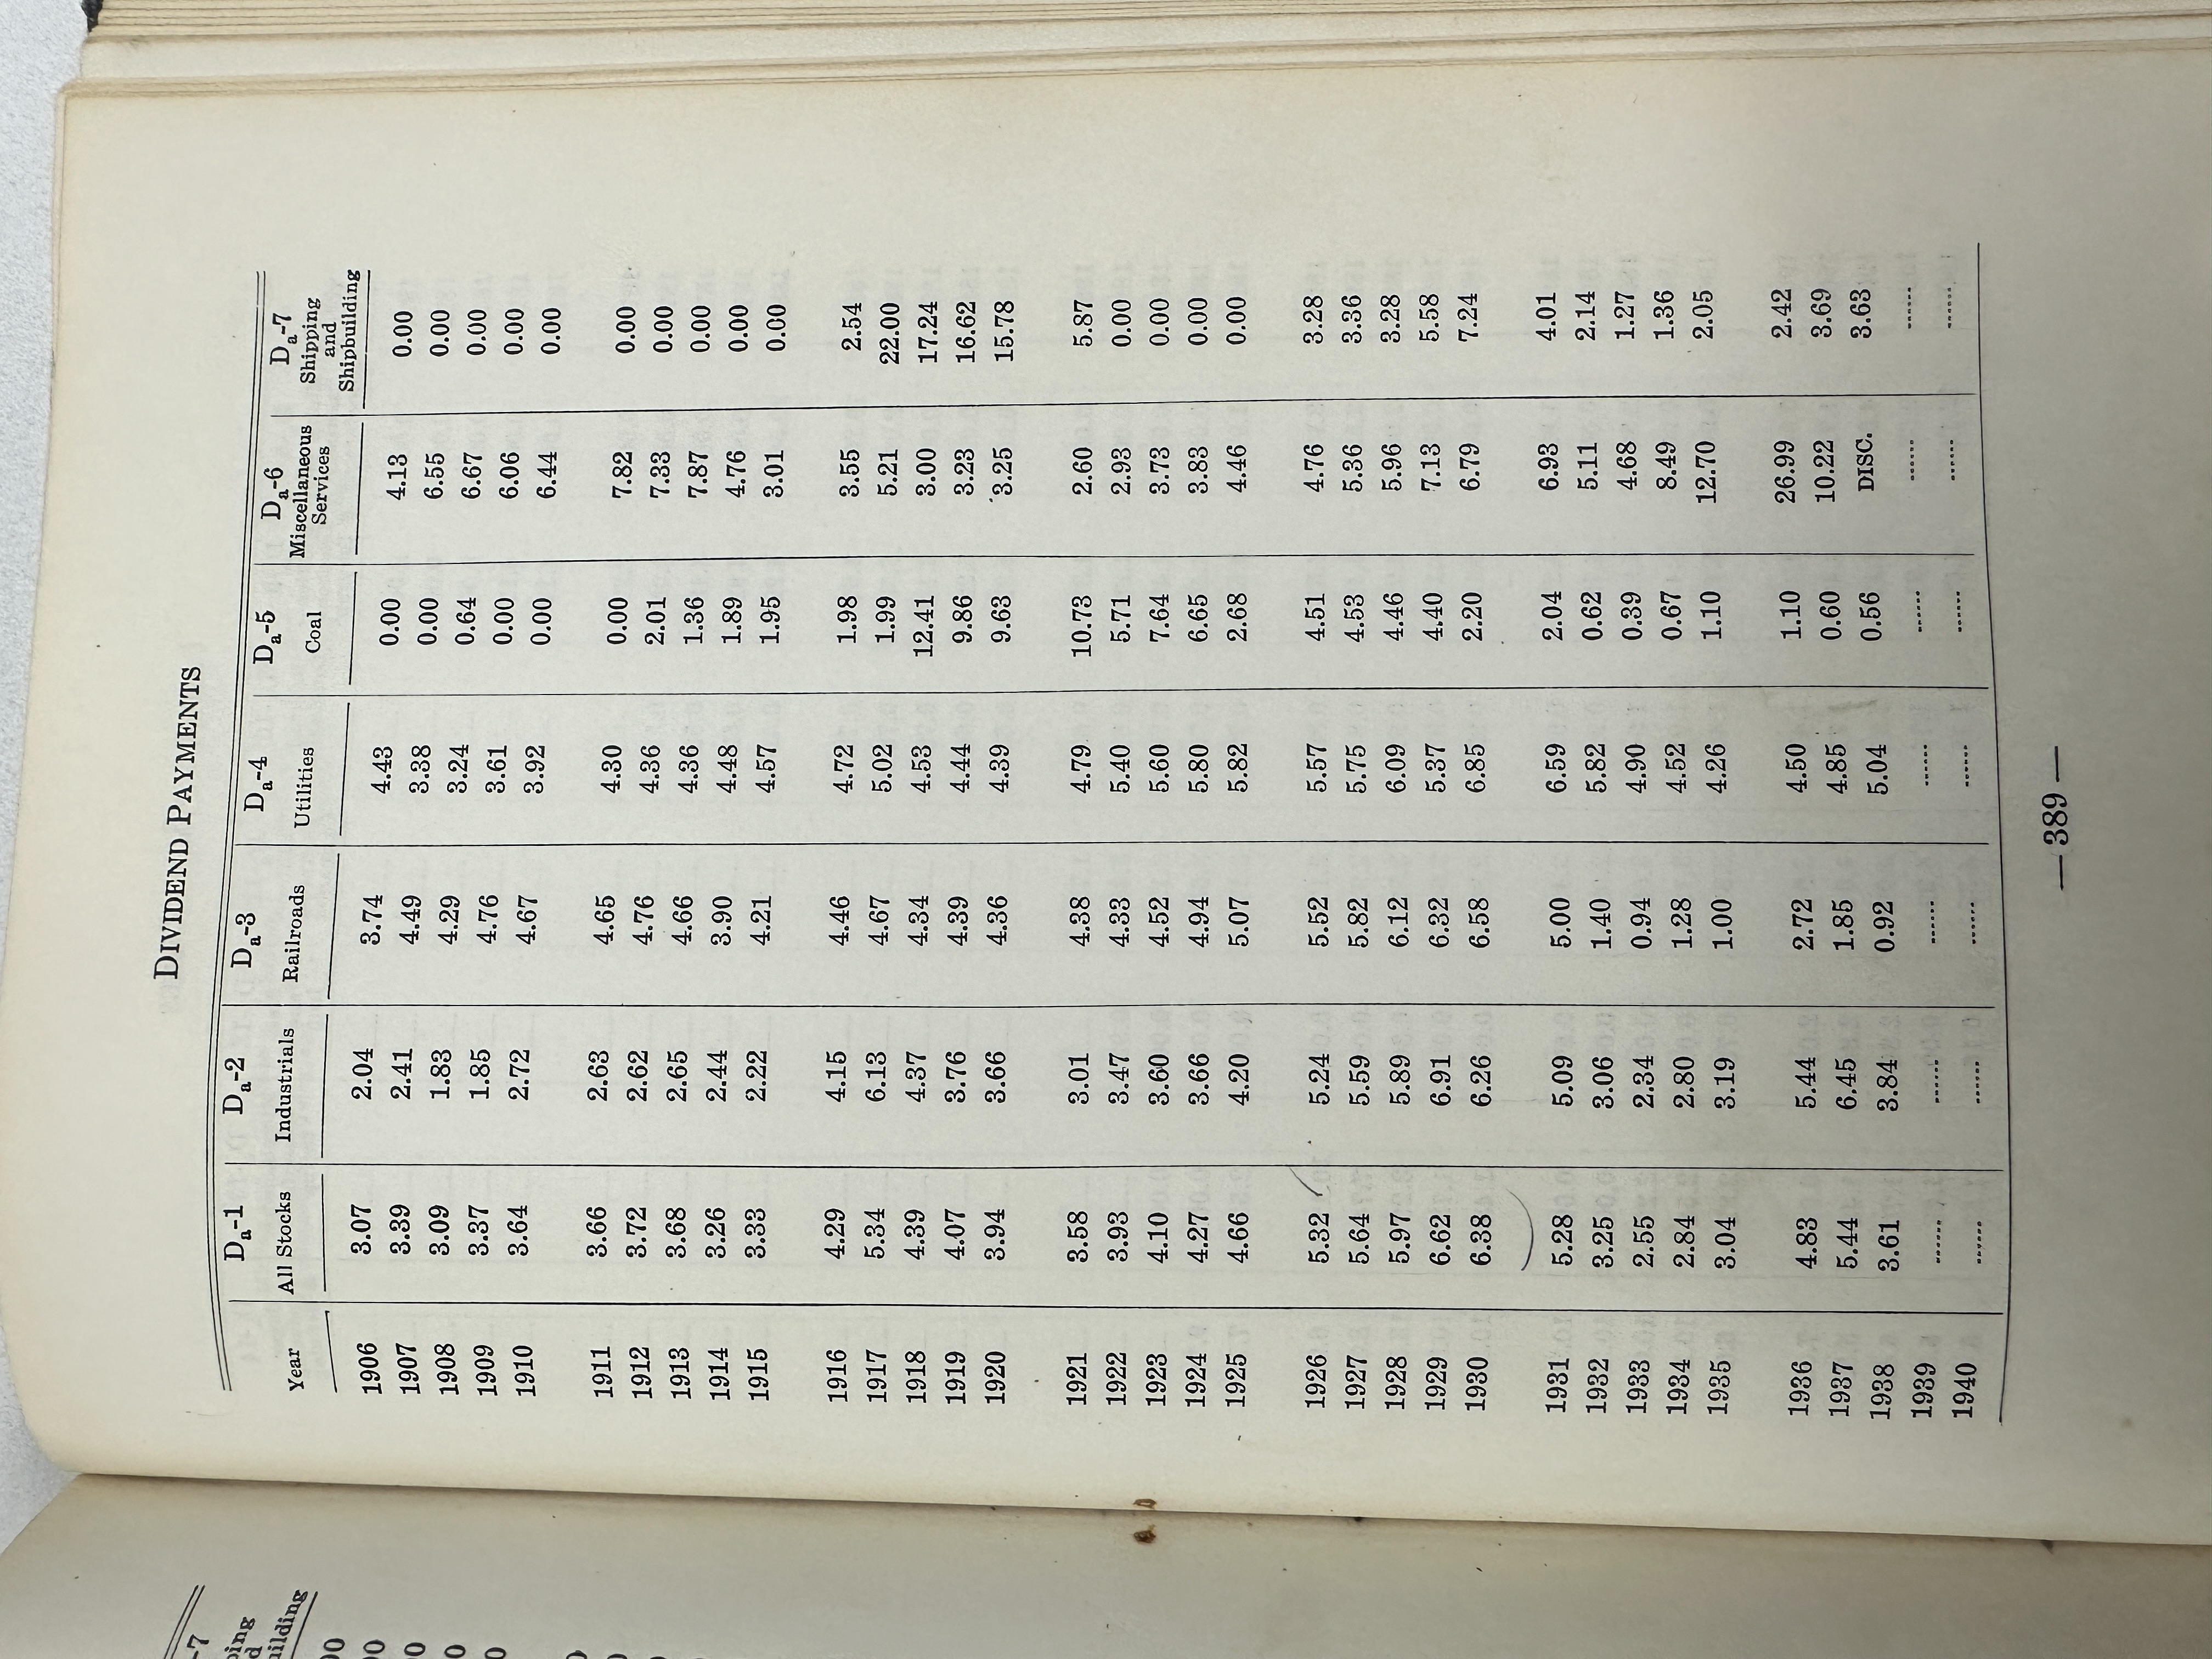 -7
ping
d
uilding
00
00
0
0
0
DIVIDEND PAYMENTS
Year Da-1 All Stocks Da-2 Industrials Da-3 Railroads Da-4 Utilities Da-5 Coal Da-6 Miscellaneous Services Da-7 Shipping and Shipbuilding
1906 3.07 2.04 3.74 4.43 0.00 4.13 0.00
1907 3.39 2.41 4.49 3.38 0.00 6.55 0.00
1908 3.09 1.83 4.29 3.24 0.64 6.67 0.00
1909 3.37 1.85 4.76 3.61 0.00 6.06 0.00
1910 3.64 2.72 4.67 3.92 0.00 6.44 0.00
1911 3.66 2.63 4.65 4.30 0.00 7.82 0.00
1912 3.72 2.62 4.76 4.36 2.01 7.33 0.00
1913 3.68 2.65 4.66 4.36 1.36 7.87 0.00
1914 3.26 2.44 3.90 4.48 1.89 4.76 0.00
1915 3.33 2.22 4.21 4.57 1.95 3.01 0.00
1916 4.29 4.15 4.46 4.72 1.98 3.55 2.54
1917 5.34 6.13 4.67 5.02 1.99 5.21 22.00
1918 4.39 4.37 4.34 4.53 12.41 3.00 17.24
1919 4.07 3.76 4.39 4.44 9.86 3.23 16.62
1920 3.94 3.66 4.36 4.39 9.63 3.25 15.78
1921 3.58 3.01 4.38 4.79 10.73 2.60 5.87
1922 3.93 3.47 4.33 5.40 5.71 2.93 0.00
1923 4.10 3.60 4.52 5.60 7.64 3.73 0.00
1924 4.27 3.66 4.94 5.80 6.65 3.83 0.00
1925 4.66 4.20 5.07 5.82 2.68 4.46 0.00
1926 5.32 5.24 5.52 5.57 4.51 4.76 3.28
1927 5.64 5.59 5.82 5.75 4.53 5.36 3.36
1928 5.97 5.89 6.12 6.09 4.46 5.96 3.28
1929 6.62 6.91 6.32 5.37 4.40 7.13 5.58
1930 6.38 6.26 6.58 6.85 2.20 6.79 7.24
1931 5.28 5.09 5.00 6.59 2.04 6.93 4.01
1932 3.25 3.06 1.40 5.82 0.62 5.11 2.14
1933 2.55 2.34 0.94 4.90 0.39 4.68 1.27
1934 2.84 2.80 1.28 4.52 0.67 8.49 1.36
1935 3.04 3.19 1.00 4.26 1.10 12.70 2.05
1936 4.83 5.44 2.72 4.50 1.10 26.99 2.42
1937 5.44 6.45 1.85 4.85 0.60 10.22 3.69
1938 3.61 3.84 0.92 5.04 0.56 DISC. 3.63
1939 ...... ...... ...... ...... ...... ...... ......
1940 ...... ...... ...... ...... ...... ...... ......
— 389 —